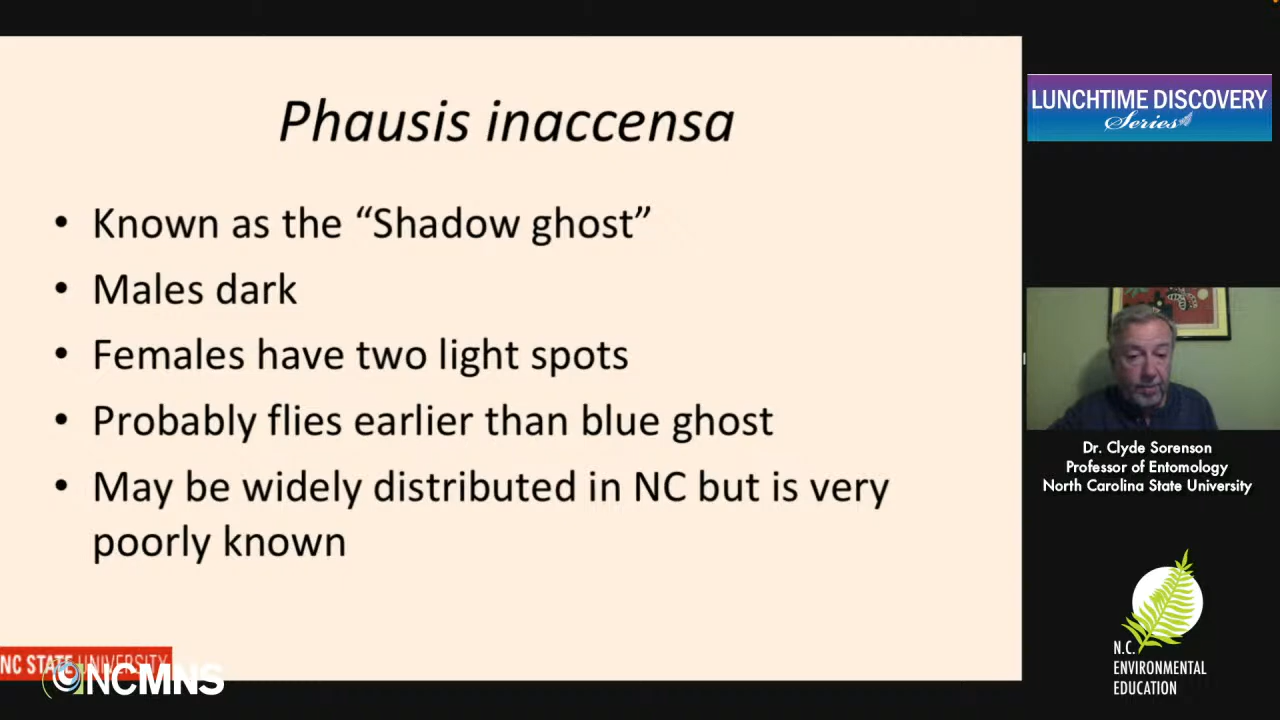 Phausis inaccensa
• Known as the “Shadow ghost”
• Males dark
• Females have two light spots
• Probably flies earlier than blue ghost
• May be widely distributed in NC but is very
poorly known
NC STATE UNIVERSITY
NCMNS
LUNCHTIME DISCOVERY
Series
Dr. Clyde Sorenson
Professor of Entomology
North Carolina State University
N.C.
ENVIRONMENTAL
EDUCATION